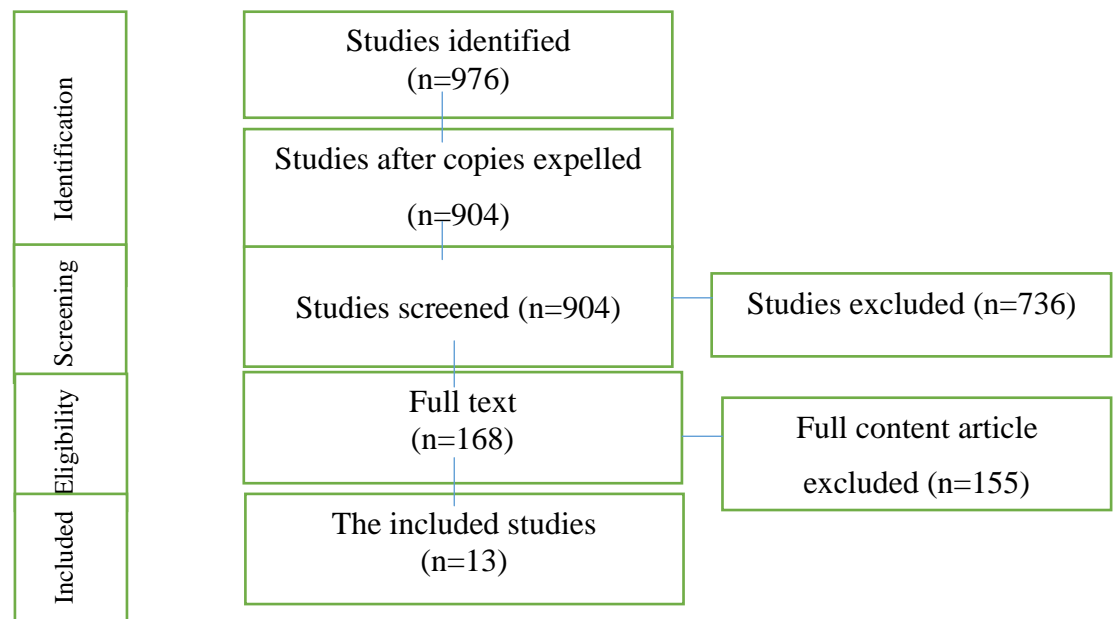 Identification
Studies identified
(n=976)
Studies after copies expelled
(n=904)
Screening
Studies screened (n=904)
Studies excluded (n=736)
Eligibility
Full text
(n=168)
Full content article
excluded (n=155)
Included
The included studies
(n=13)